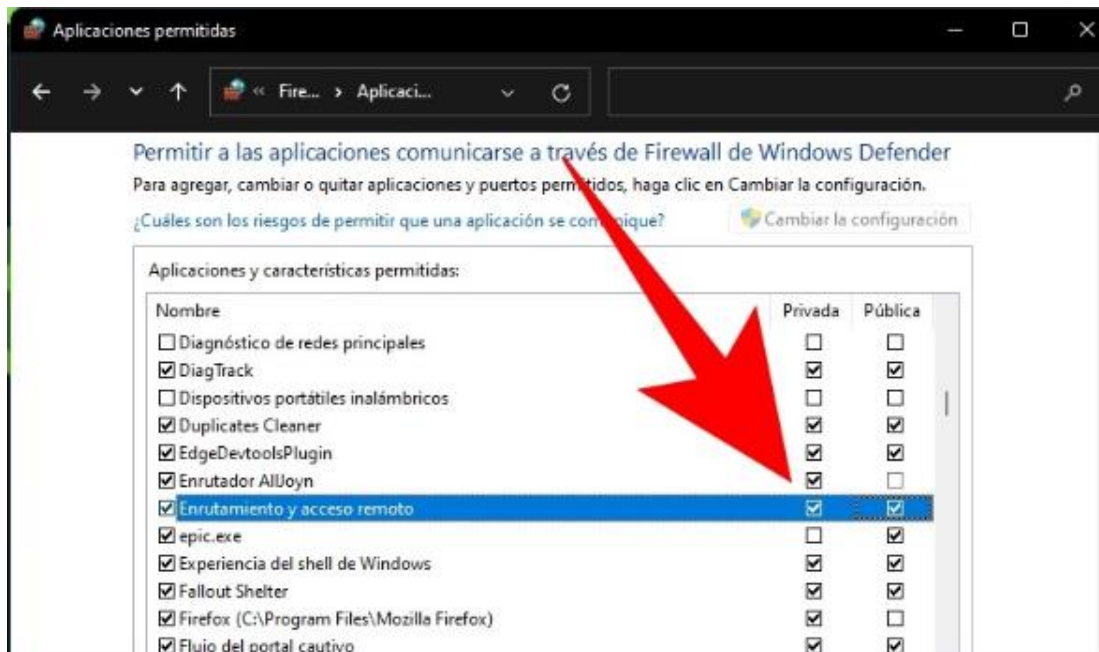 Aplicaciones permitidas
« Fire... › Aplicaci...
Permitir a las aplicaciones comunicarse a través de Firewall de Windows Defender
Para agregar, cambiar o quitar aplicaciones y puertos permitidos, haga clic en Cambiar la configuración.
¿Cuáles son los riesgos de permitir que una aplicación se comunique? Cambiar la configuración
Aplicaciones y características permitidas:
Nombre Privada Pública
Diagnóstico de redes principales
DiagTrack
Dispositivos portátiles inalámbricos
Duplicates Cleaner
EdgeDevtoolsPlugin
Enrutador AllJoyn
Enrutamiento y acceso remoto
epic.exe
Experiencia del shell de Windows
Fallout Shelter
Firefox (C:\Program Files\Mozilla Firefox)
Flujo del portal cautivo